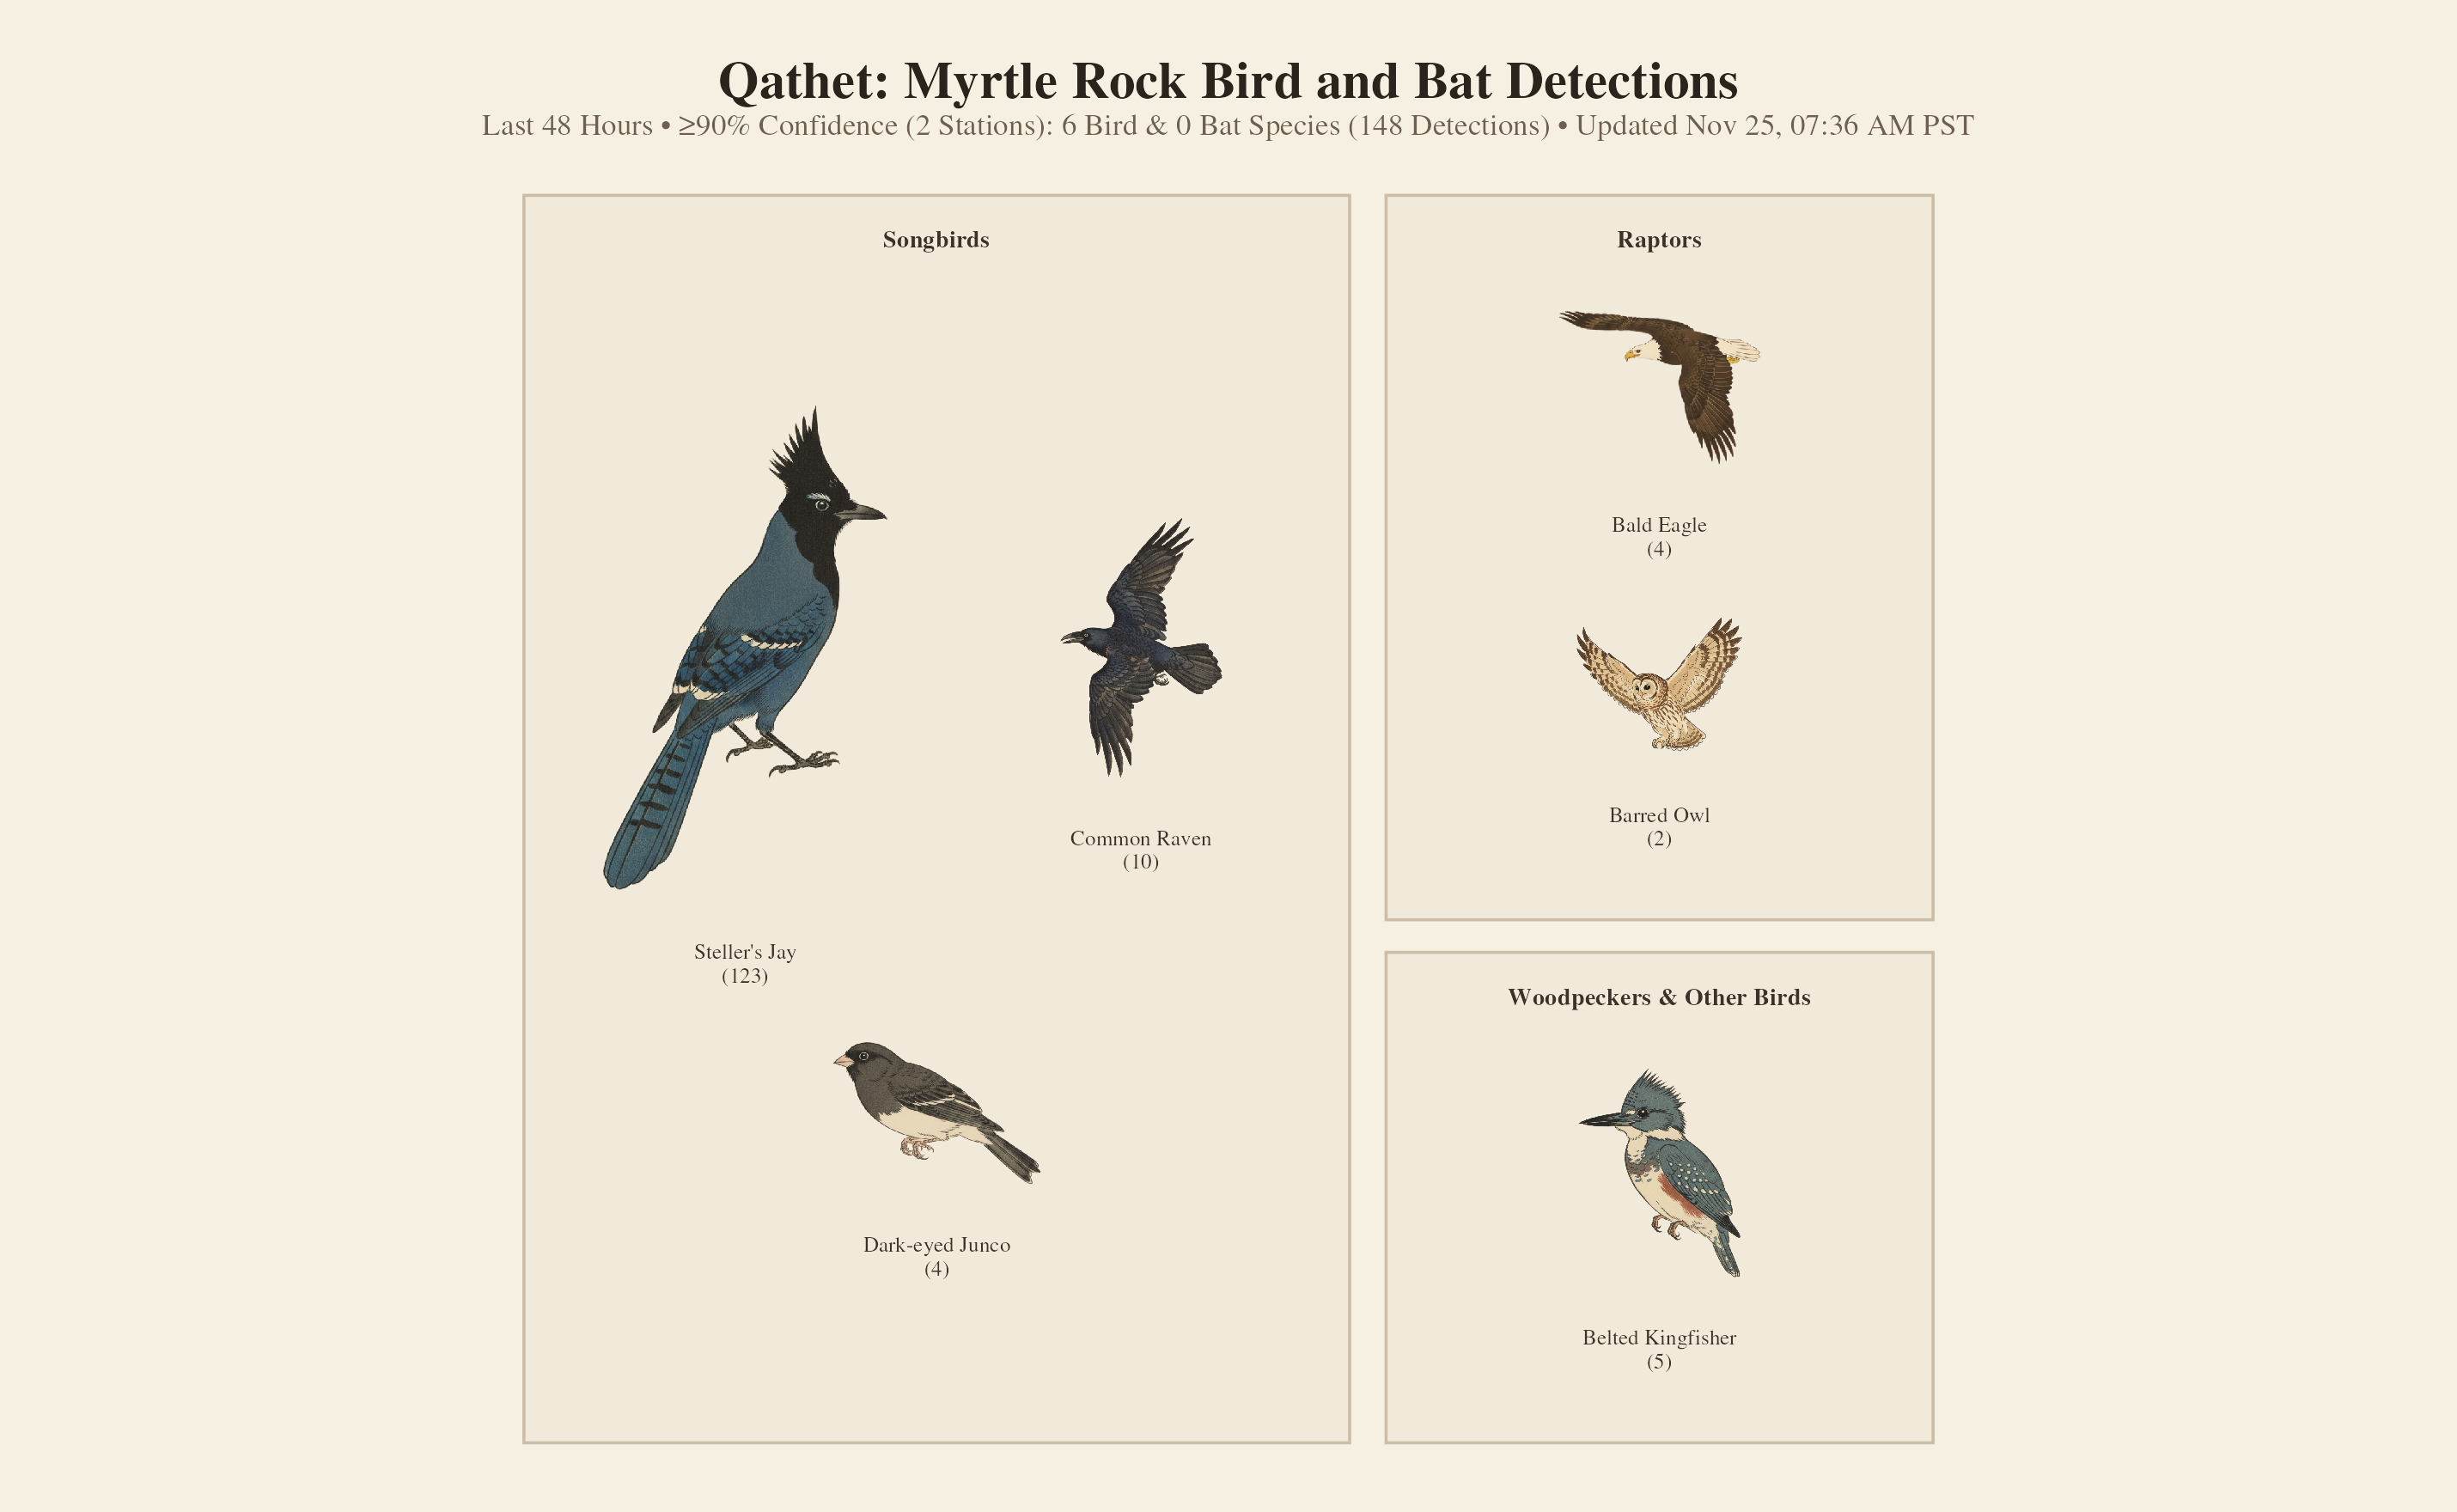 Qathet: Myrtle Rock Bird and Bat Detections
Last 48 Hours • ≥90% Confidence (2 Stations): 6 Bird & 0 Bat Species (148 Detections) • Updated Nov 25, 07:36 AM PST
Songbirds
Steller's Jay
(123)
Common Raven
(10)
Dark-eyed Junco
(4)
Raptors
Bald Eagle
(4)
Barred Owl
(2)
Woodpeckers & Other Birds
Belted Kingfisher
(5)